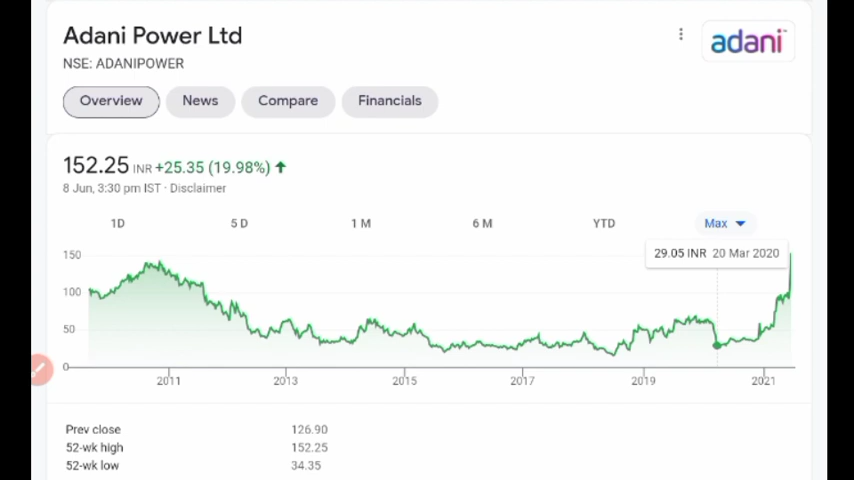 Adani Power Ltd
adani
NSE: ADANIPOWER
Overview News Compare Financials
152.25 INR +25.35 (19.98%) ↑
8 Jun, 3:30 pm IST · Disclaimer
1D 5 D 1 M 6 M YTD Max
29.05 INR 20 Mar 2020
150
100
50
0
2011 2013 2015 2017 2019 2021
Prev close 126.90
52-wk high 152.25
52-wk low 34.35